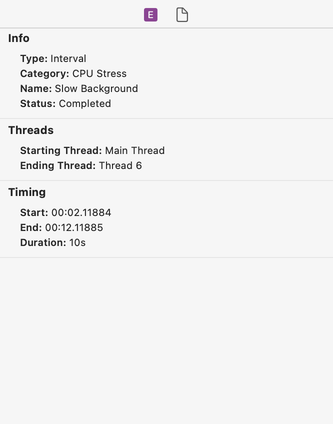 E
Info
Type: Interval
Category: CPU Stress
Name: Slow Background
Status: Completed
Threads
Starting Thread: Main Thread
Ending Thread: Thread 6
Timing
Start: 00:02.11884
End: 00:12.11885
Duration: 10s